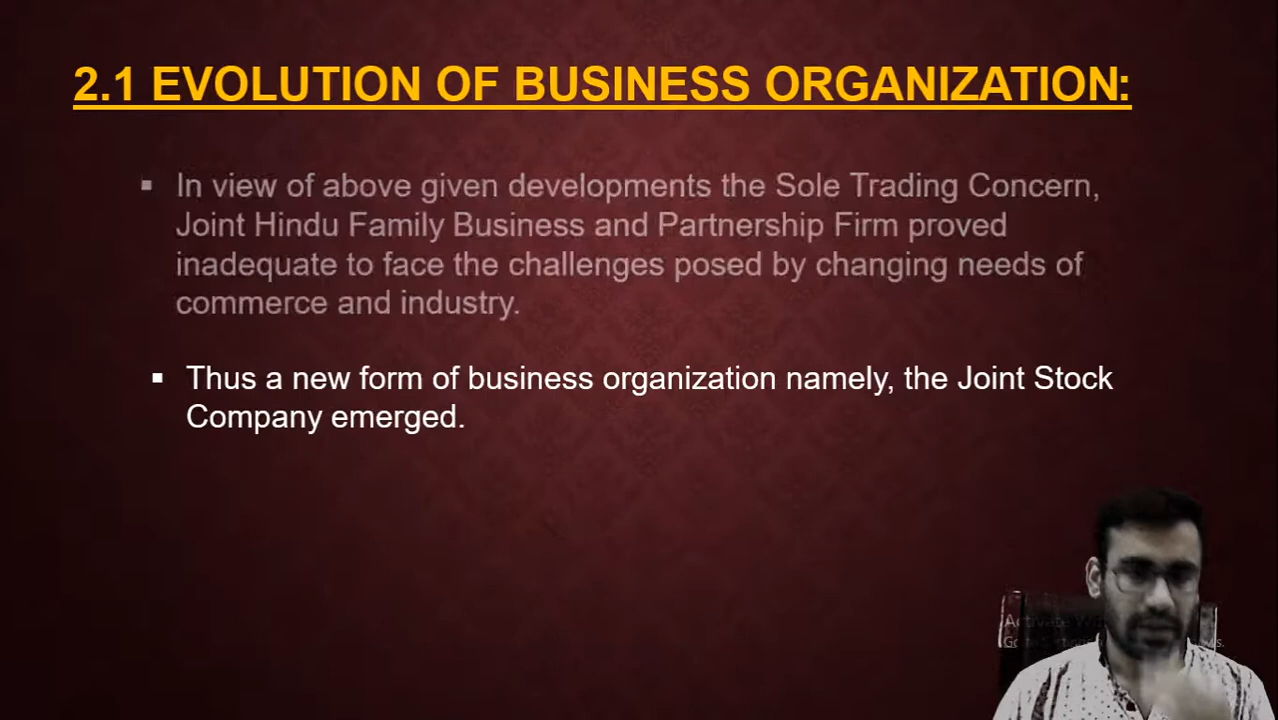 2.1 EVOLUTION OF BUSINESS ORGANIZATION:
▪ In view of above given developments the Sole Trading Concern,
Joint Hindu Family Business and Partnership Firm proved
inadequate to face the challenges posed by changing needs of
commerce and industry.
▪ Thus a new form of business organization namely, the Joint Stock
Company emerged.
Activate